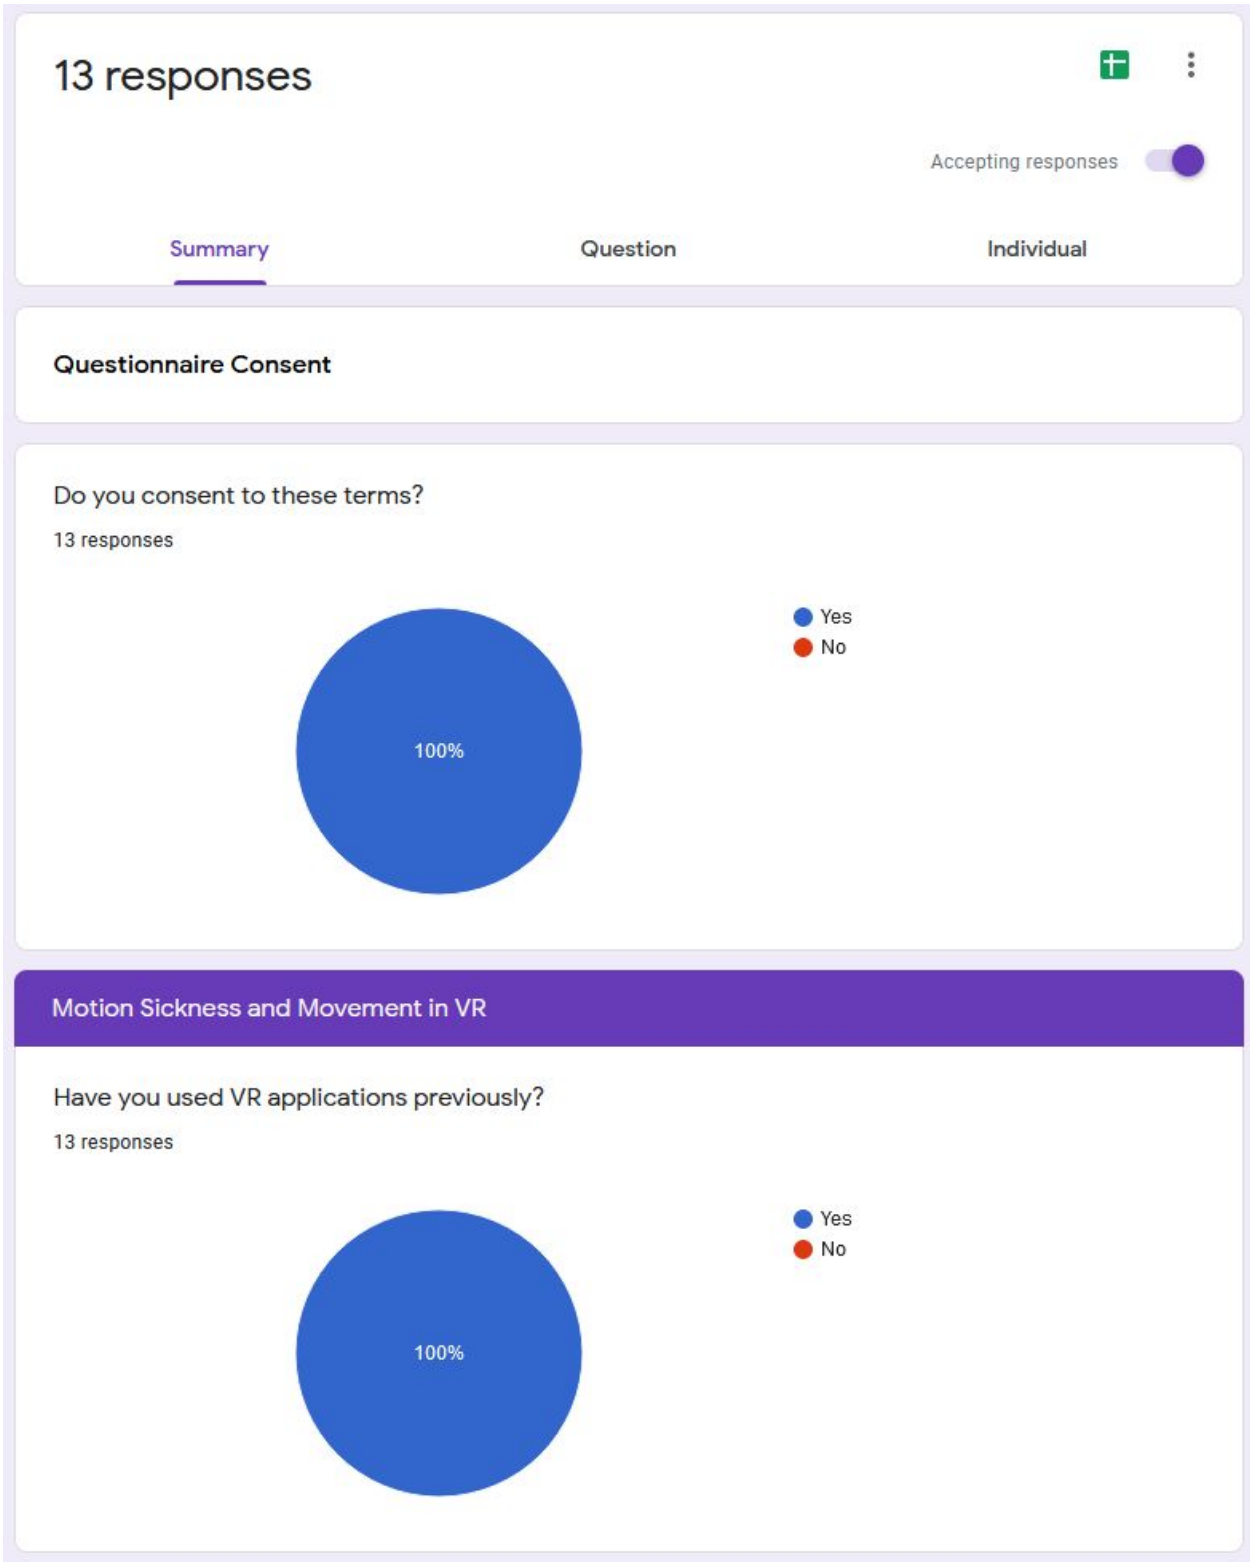 13 responses
Accepting responses
Summary Question Individual
Questionnaire Consent
Do you consent to these terms?
13 responses
Yes
No
100%
Motion Sickness and Movement in VR
Have you used VR applications previously?
13 responses
Yes
No
100%